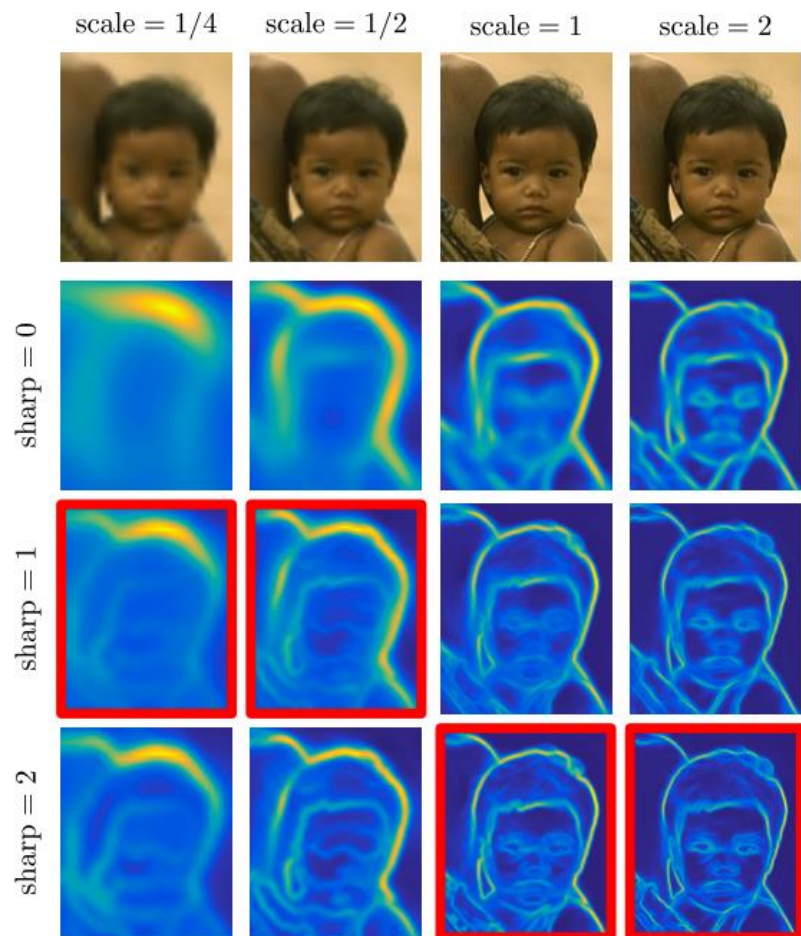 scale = 1/4 scale = 1/2 scale = 1 scale = 2
sharp = 0
sharp = 1
sharp = 2